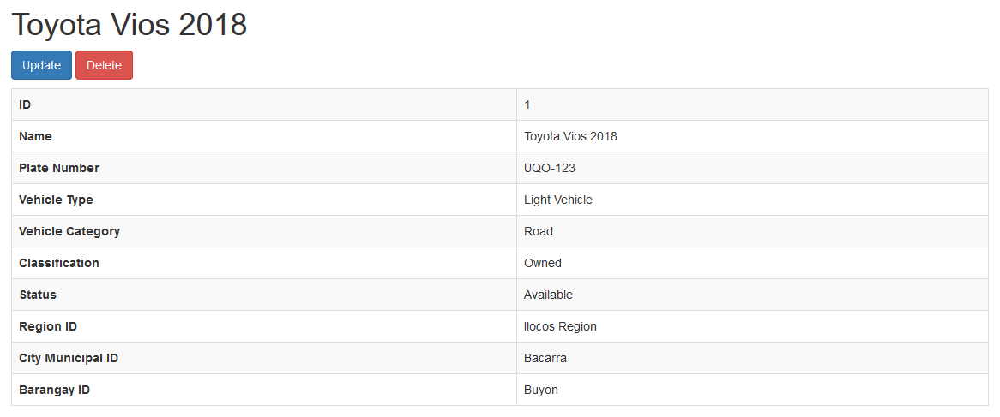 Toyota Vios 2018
Update Delete
ID 1
Name Toyota Vios 2018
Plate Number UQO-123
Vehicle Type Light Vehicle
Vehicle Category Road
Classification Owned
Status Available
Region ID Ilocos Region
City Municipal ID Bacarra
Barangay ID Buyon